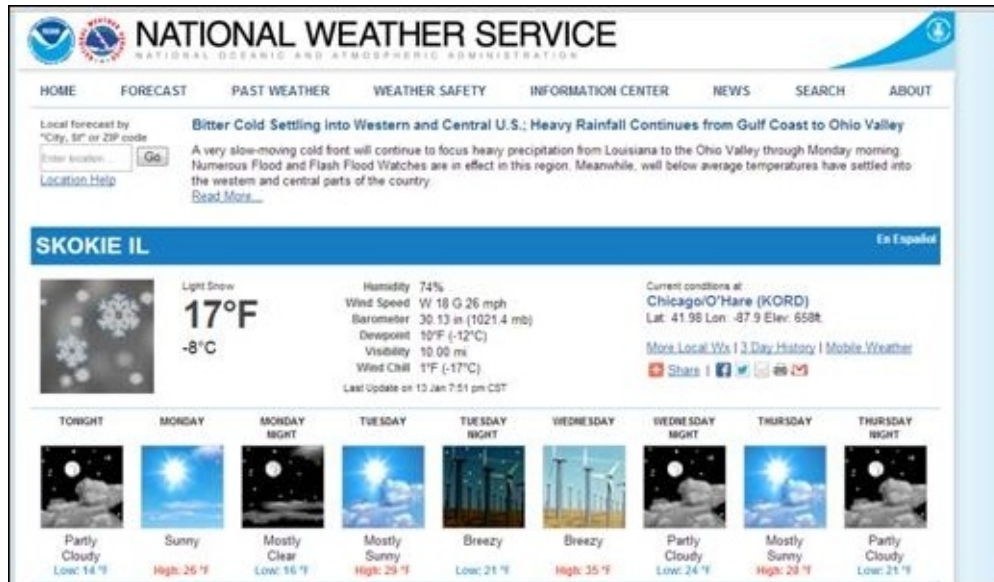 NATIONAL WEATHER SERVICE
NATIONAL OCEANIC AND ATMOSPHERIC ADMINISTRATION
HOME FORECAST PAST WEATHER WEATHER SAFETY INFORMATION CENTER NEWS SEARCH ABOUT
Local forecast by
"City, St" or ZIP code
Enter location ...
Go
Location Help
Bitter Cold Settling into Western and Central U.S.; Heavy Rainfall Continues from Gulf Coast to Ohio Valley
A very slow-moving cold front will continue to focus heavy precipitation from Louisiana to the Ohio Valley through Monday morning.
Numerous Flood and Flash Flood Watches are in effect in this region. Meanwhile, well below average temperatures have settled into
the western and central parts of the country.
Read More...
SKOKIE IL
En Español
Light Snow
17°F
-8°C
Humidity 74%
Wind Speed W 18 G 26 mph
Barometer 30.13 in (1021.4 mb)
Dewpoint 10°F (-12°C)
Visibility 10.00 mi
Wind Chill 1°F (-17°C)
Last Update on 13 Jan 7:51 pm CST
Current conditions at
Chicago/O'Hare (KORD)
Lat: 41.98 Lon: -87.9 Elev: 658ft.
More Local Wx | 3 Day History | Mobile Weather
Share |
TONIGHT MONDAY MONDAY NIGHT TUESDAY TUESDAY NIGHT WEDNESDAY WEDNESDAY NIGHT THURSDAY THURSDAY NIGHT
Partly Cloudy Sunny Mostly Clear Mostly Sunny Breezy Breezy Partly Cloudy Mostly Sunny Partly Cloudy
Low: 14 °F High: 26 °F Low: 16 °F High: 29 °F Low: 21 °F High: 35 °F Low: 24 °F High: 28 °F Low: 21 °F